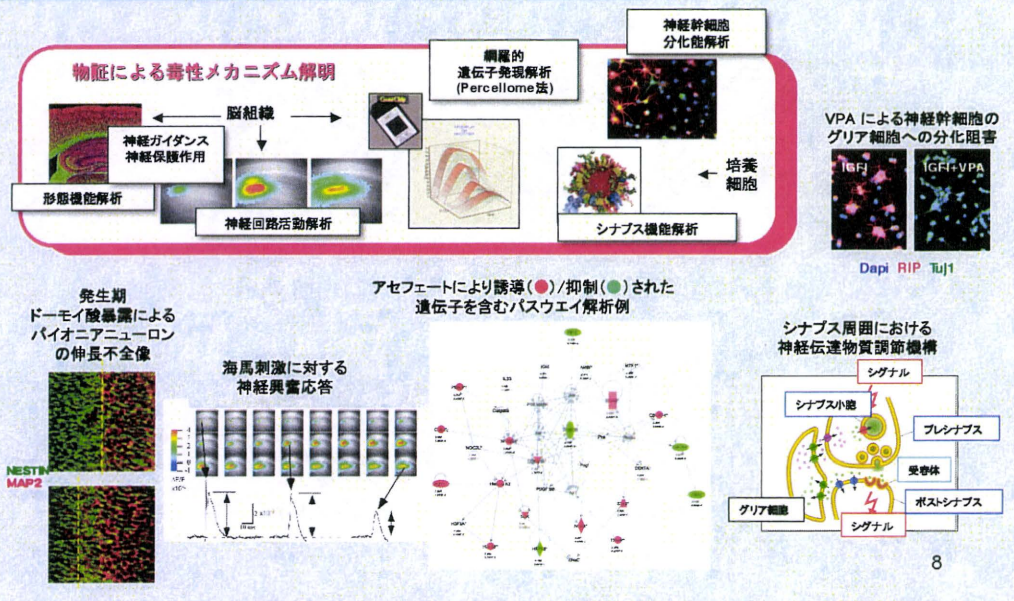 物証による毒性メカニズム解明
脳組織
神経ガイダンス
神経保護作用
形態機能解析
神経回路活動解析
GeneChip
網羅的
遺伝子発現解析
(Percellome法)
神経幹細胞
分化能解析
培養
細胞
シナプス機能解析
VPA による神経幹細胞の
グリア細胞への分化阻害
IGFI
IGFI+VPA
Dapi RIP Tuj1
発生期
ドーモイ酸暴露による
パイオニアニューロン
の伸長不全像
NESTIN
MAP2
海馬刺激に対する
神経興奮応答
アセフェートにより誘導(●)/抑制(●)された
遺伝子を含むパスウエイ解析例
シナプス周囲における
神経伝達物質調節機構
シグナル
シナプス小胞
プレシナプス
受容体
グリア細胞
ポストシナプス
シグナル
8